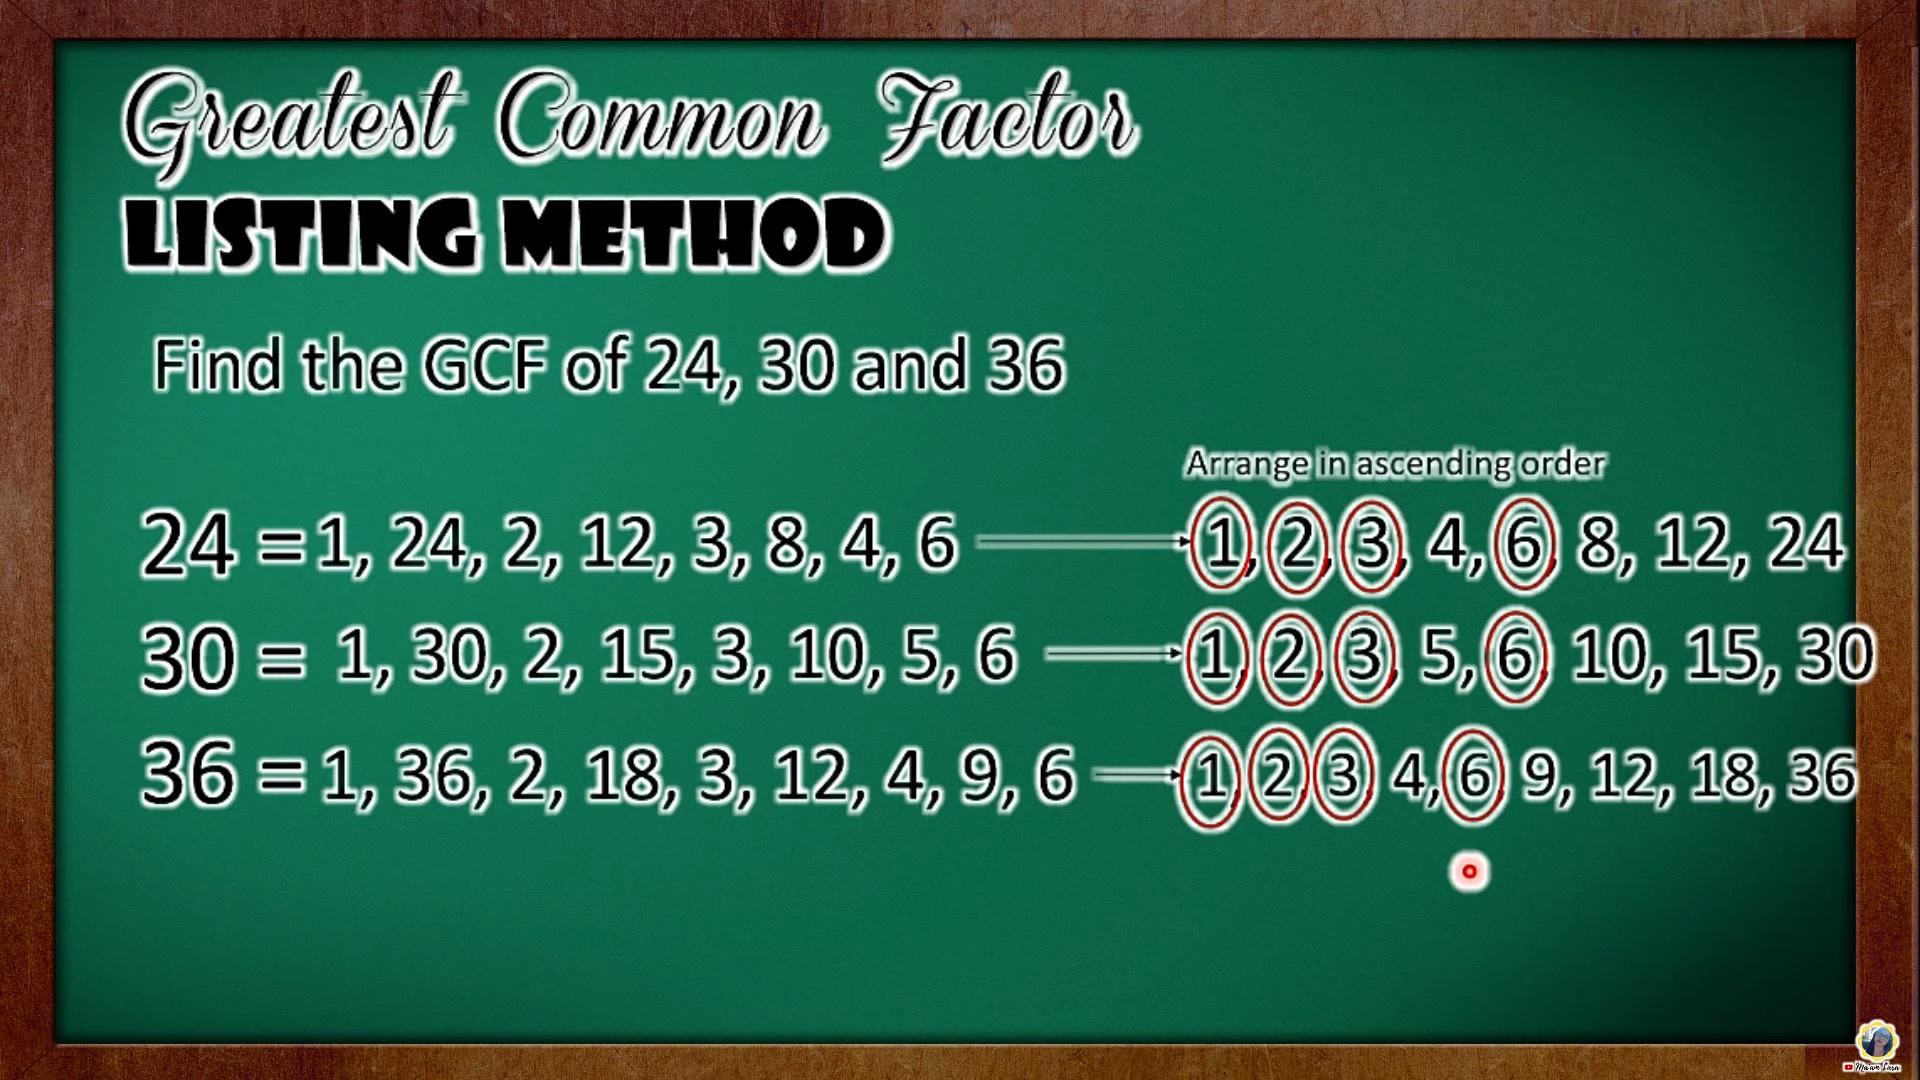 Greatest Common Factor
LISTING METHOD
Find the GCF of 24, 30 and 36
Arrange in ascending order
24 = 1, 24, 2, 12, 3, 8, 4, 6 1, 2, 3, 4, 6, 8, 12, 24
30 = 1, 30, 2, 15, 3, 10, 5, 6 1, 2, 3, 5, 6, 10, 15, 30
36 = 1, 36, 2, 18, 3, 12, 4, 9, 6 1, 2, 3, 4, 6, 9, 12, 18, 36